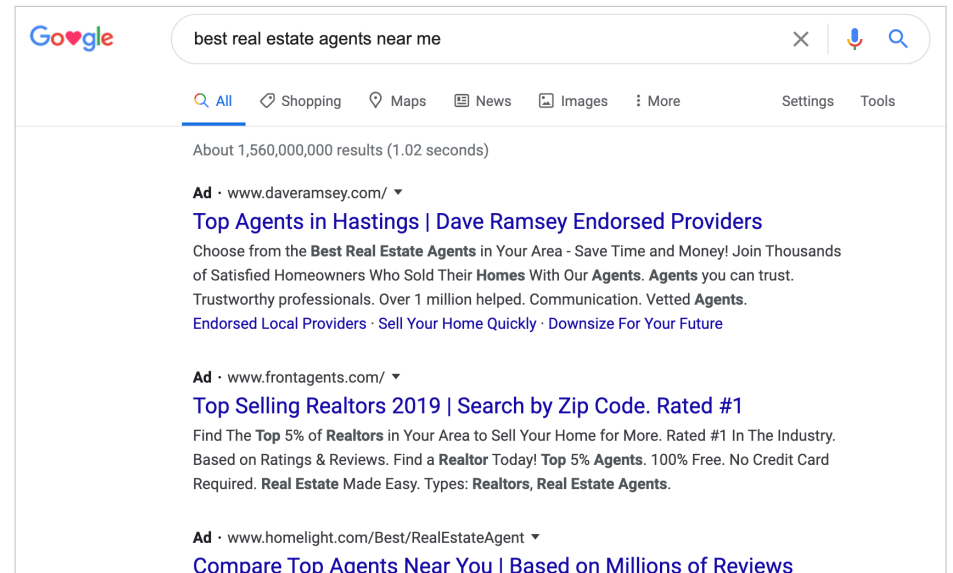 Google
best real estate agents near me
All Shopping Maps News Images More Settings Tools
About 1,560,000,000 results (1.02 seconds)
Ad · www.daveramsey.com/
Top Agents in Hastings | Dave Ramsey Endorsed Providers
Choose from the Best Real Estate Agents in Your Area - Save Time and Money! Join Thousands
of Satisfied Homeowners Who Sold Their Homes With Our Agents. Agents you can trust.
Trustworthy professionals. Over 1 million helped. Communication. Vetted Agents.
Endorsed Local Providers · Sell Your Home Quickly · Downsize For Your Future
Ad · www.frontagents.com/
Top Selling Realtors 2019 | Search by Zip Code. Rated #1
Find The Top 5% of Realtors in Your Area to Sell Your Home for More. Rated #1 In The Industry.
Based on Ratings & Reviews. Find a Realtor Today! Top 5% Agents. 100% Free. No Credit Card
Required. Real Estate Made Easy. Types: Realtors, Real Estate Agents.
Ad · www.homelight.com/Best/RealEstateAgent
Compare Top Agents Near You | Based on Millions of Reviews